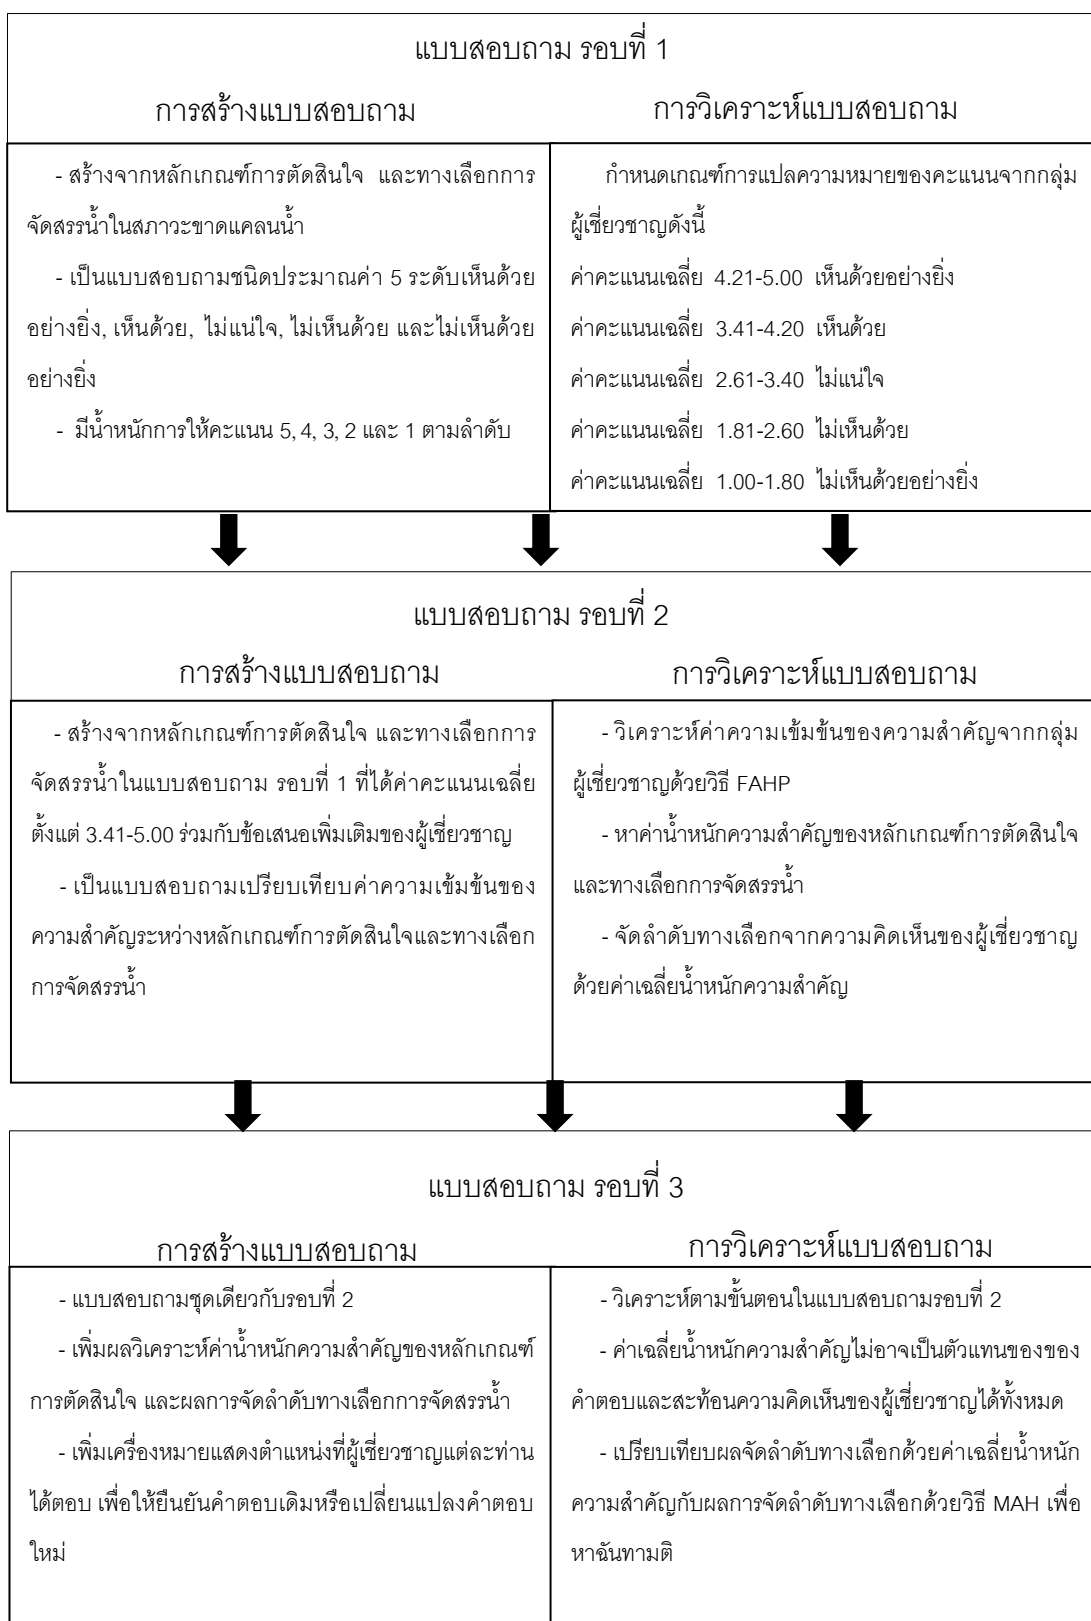 แบบสอบถาม รอบที่ 1
การสร้างแบบสอบถาม
การวิเคราะห์แบบสอบถาม
- สร้างจากหลักเกณฑ์การตัดสินใจ และทางเลือกการ
จัดสรรน้ำในสภาวะขาดแคลนน้ำ
- เป็นแบบสอบถามชนิดประมาณค่า 5 ระดับเห็นด้วย
อย่างยิ่ง, เห็นด้วย, ไม่แน่ใจ, ไม่เห็นด้วย และไม่เห็นด้วย
อย่างยิ่ง
- มีน้ำหนักการให้คะแนน 5, 4, 3, 2 และ 1 ตามลำดับ
กำหนดเกณฑ์การแปลความหมายของคะแนนจากกลุ่ม
ผู้เชี่ยวชาญดังนี้
ค่าคะแนนเฉลี่ย 4.21-5.00 เห็นด้วยอย่างยิ่ง
ค่าคะแนนเฉลี่ย 3.41-4.20 เห็นด้วย
ค่าคะแนนเฉลี่ย 2.61-3.40 ไม่แน่ใจ
ค่าคะแนนเฉลี่ย 1.81-2.60 ไม่เห็นด้วย
ค่าคะแนนเฉลี่ย 1.00-1.80 ไม่เห็นด้วยอย่างยิ่ง
แบบสอบถาม รอบที่ 2
การสร้างแบบสอบถาม
การวิเคราะห์แบบสอบถาม
- สร้างจากหลักเกณฑ์การตัดสินใจ และทางเลือกการ
จัดสรรน้ำในแบบสอบถาม รอบที่ 1 ที่ได้ค่าคะแนนเฉลี่ย
ตั้งแต่ 3.41-5.00 ร่วมกับข้อเสนอเพิ่มเติมของผู้เชี่ยวชาญ
- เป็นแบบสอบถามเปรียบเทียบค่าความเข้มข้นของ
ความสำคัญระหว่างหลักเกณฑ์การตัดสินใจและทางเลือก
การจัดสรรน้ำ
- วิเคราะห์ค่าความเข้มข้นของความสำคัญจากกลุ่ม
ผู้เชี่ยวชาญด้วยวิธี FAHP
- หาค่าน้ำหนักความสำคัญของหลักเกณฑ์การตัดสินใจ
และทางเลือกการจัดสรรน้ำ
- จัดลำดับทางเลือกจากความคิดเห็นของผู้เชี่ยวชาญ
ด้วยค่าเฉลี่ยน้ำหนักความสำคัญ
แบบสอบถาม รอบที่ 3
การสร้างแบบสอบถาม
การวิเคราะห์แบบสอบถาม
- แบบสอบถามชุดเดียวกับรอบที่ 2
- เพิ่มผลวิเคราะห์ค่าน้ำหนักความสำคัญของหลักเกณฑ์
การตัดสินใจ และผลการจัดลำดับทางเลือกการจัดสรรน้ำ
- เพิ่มเครื่องหมายแสดงตำแหน่งที่ผู้เชี่ยวชาญแต่ละท่าน
ได้ตอบ เพื่อให้ยืนยันคำตอบเดิมหรือเปลี่ยนแปลงคำตอบ
ใหม่
- วิเคราะห์ตามขั้นตอนในแบบสอบถามรอบที่ 2
- ค่าเฉลี่ยน้ำหนักความสำคัญไม่อาจเป็นตัวแทนของของ
คำตอบและสะท้อนความคิดเห็นของผู้เชี่ยวชาญได้ทั้งหมด
- เปรียบเทียบผลจัดลำดับทางเลือกด้วยค่าเฉลี่ยน้ำหนัก
ความสำคัญกับผลการจัดลำดับทางเลือกด้วยวิธี MAH เพื่อ
หาฉันทามติ